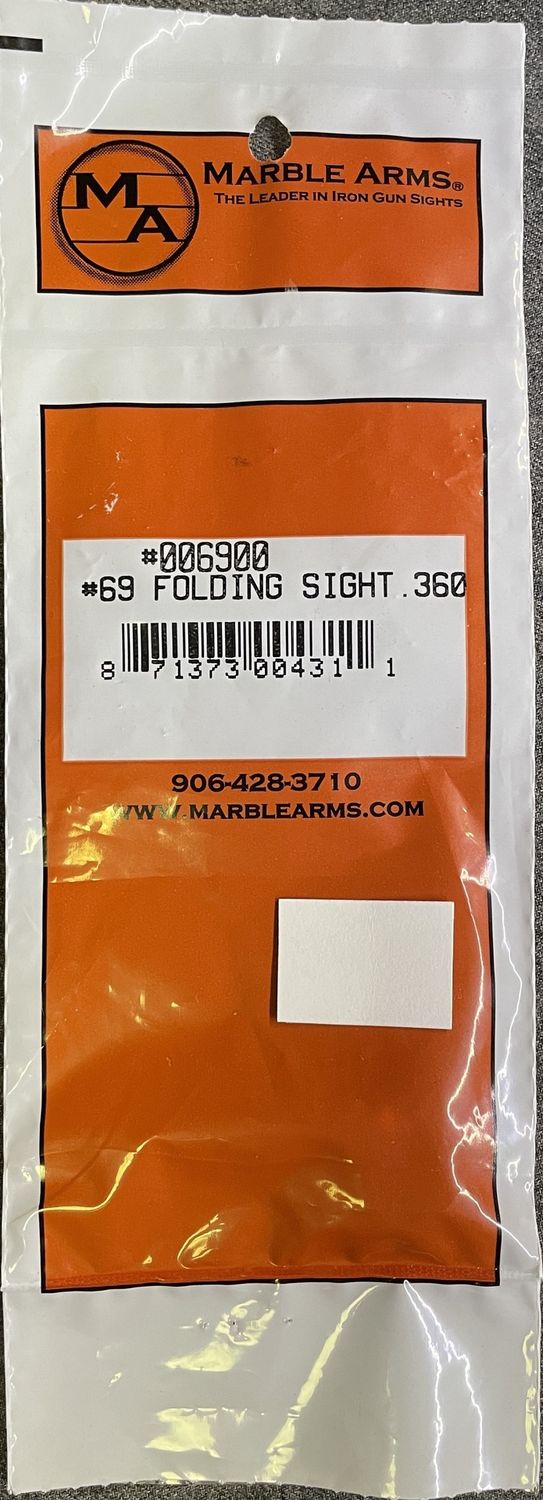 MA
MARBLE ARMS®
THE LEADER IN IRON GUN SIGHTS
#006900
#69 FOLDING SIGHT .360
8 71373 00431 1
906-428-3710
WWW.MARBLEARMS.COM